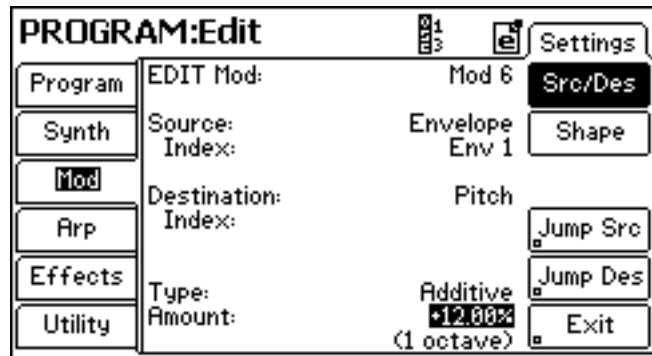 PROGRAM:Edit
Settings
Program
EDIT Mod: Mod 6
Src/Des
Synth
Source: Envelope
Index: Env 1
Shape
Mod
Destination: Pitch
Index:
Arp
Jump Src
Effects
Type: Additive
Jump Des
Utility
Amount: +12.00%
(1 octave)
Exit